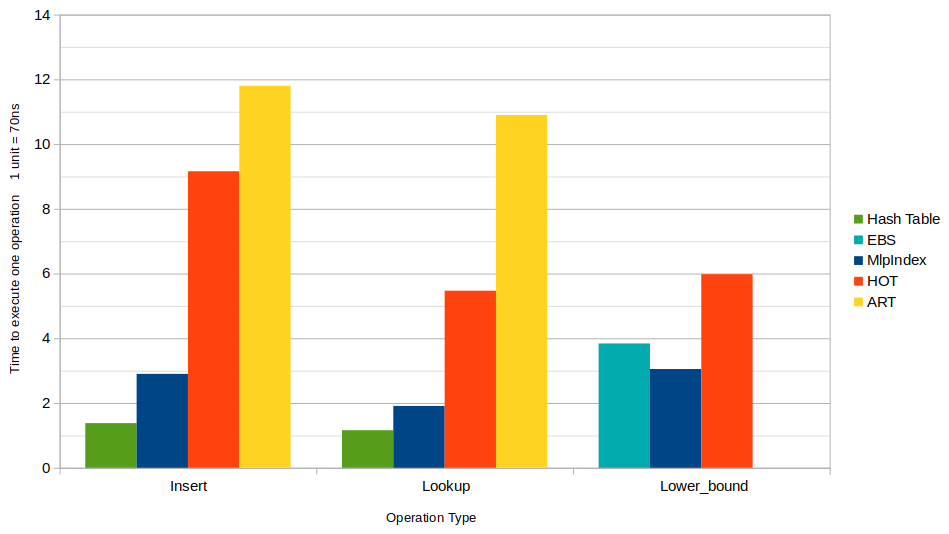 14
12
10
8
6
4
2
0
Time to execute one operation 1 unit = 70ns
Insert
Lookup
Lower_bound
Operation Type
Hash Table
EBS
MlpIndex
HOT
ART